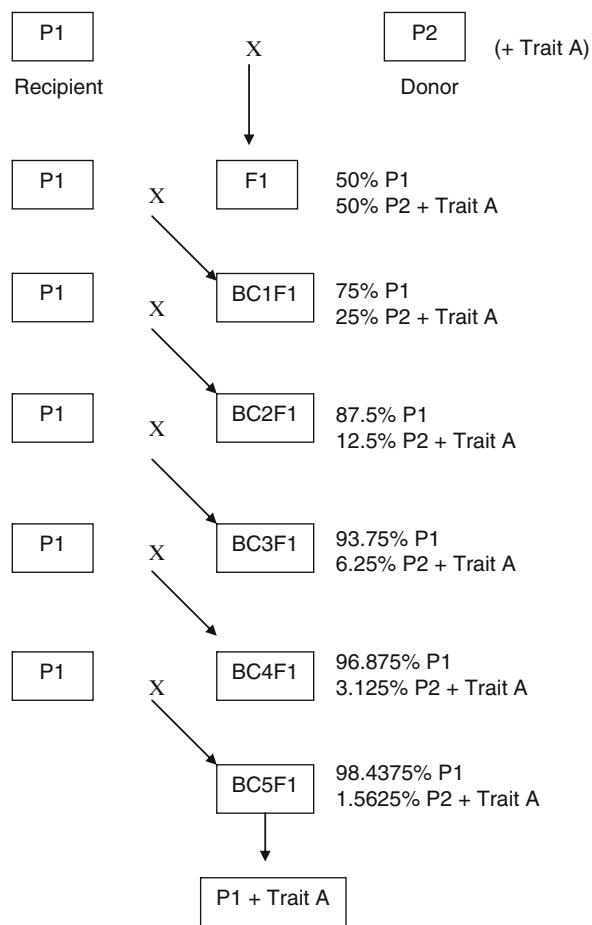 P1
X
P2
(+ Trait A)
Recipient
Donor
P1
X
F1
50% P1
50% P2 + Trait A
P1
X
BC1F1
75% P1
25% P2 + Trait A
P1
X
BC2F1
87.5% P1
12.5% P2 + Trait A
P1
X
BC3F1
93.75% P1
6.25% P2 + Trait A
P1
X
BC4F1
96.875% P1
3.125% P2 + Trait A
BC5F1
98.4375% P1
1.5625% P2 + Trait A
P1 + Trait A